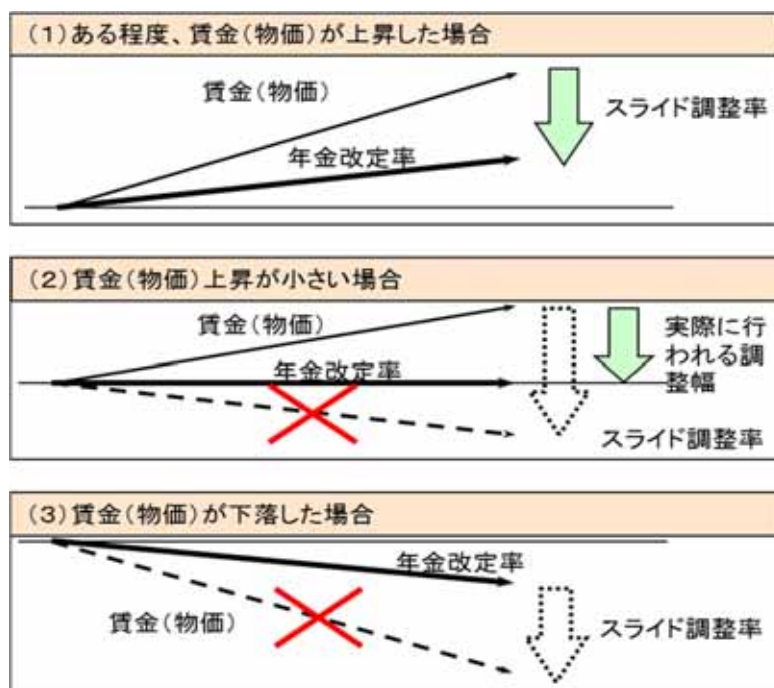 (1)ある程度、賃金(物価)が上昇した場合
賃金(物価)
スライド調整率
年金改定率
(2)賃金(物価)上昇が小さい場合
賃金(物価)
実際に行
われる調
整幅
年金改定率
スライド調整率
(3)賃金(物価)が下落した場合
年金改定率
賃金(物価)
スライド調整率